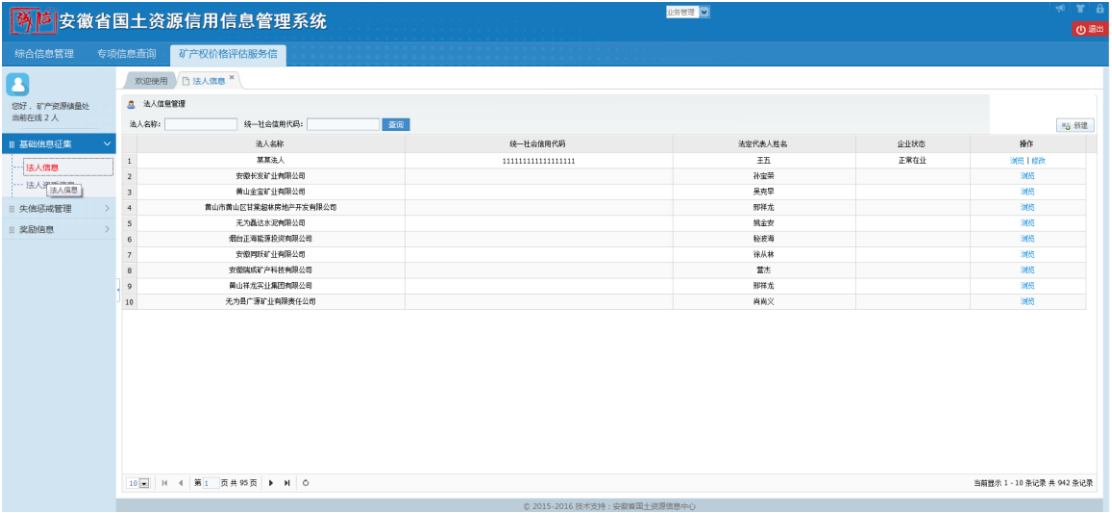 安徽省国土资源信用信息管理系统
业务管理
退出
综合信息管理 专项信息查询 矿产权价格评估服务信
欢迎使用 法人信息 ×
您好，矿产资源储量处
当前在线 2 人
法人信息管理
法人名称： 统一社会信用代码： 查询
新建
基础信息征集
法人信息
法人信息
失信惩戒管理
奖励信息
法人名称 统一社会信用代码 法定代表人姓名 企业状态 操作
1 某某法人 111111111111111111 王五 正常在业 浏览 | 修改
2 安徽长发矿业有限公司 孙宝荣 浏览
3 黄山金宝矿业有限公司 吴克早 浏览
4 黄山市黄山区甘棠超林房地产开发有限公司 邢祥龙 浏览
5 无为磊达水泥有限公司 姚金安 浏览
6 烟台正海能源投资有限公司 秘波海 浏览
7 安徽网跃矿业有限公司 徐从林 浏览
8 安徽瑞成矿产科技有限公司 浏览
9 黄山祥龙实业集团有限公司 邢祥龙 浏览
10 无为县广源矿业有限责任公司 肖尚义 浏览
10 第 1 页共 95 页
当前显示 1 - 10 条记录 共 942 条记录
© 2015-2016 技术支持：安徽省国土资源信息中心